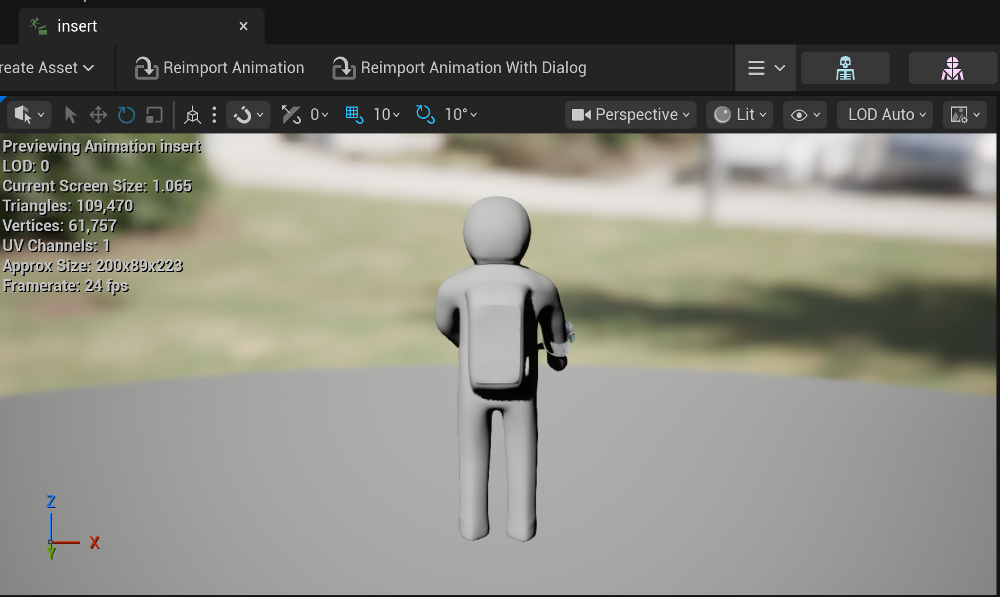 insert
reate Asset
Reimport Animation
Reimport Animation With Dialog
0
10
10°
Perspective
Lit
LOD Auto
Previewing Animation insert
LOD: 0
Current Screen Size: 1.065
Triangles: 109,470
Vertices: 61,757
UV Channels: 1
Approx Size: 200x89x223
Framerate: 24 fps
Z
X
Y